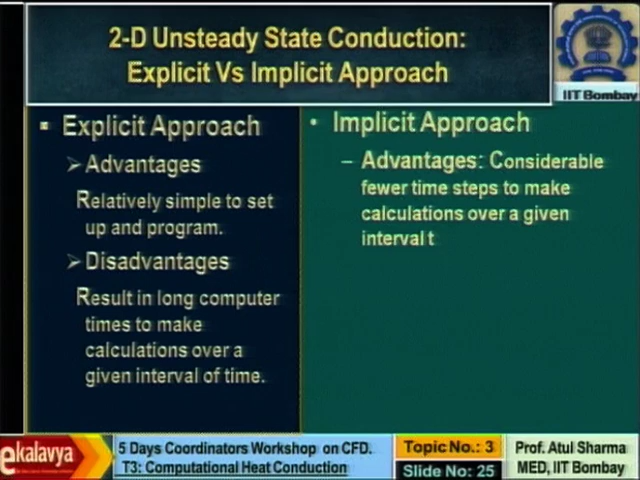 2-D Unsteady State Conduction:
Explicit Vs Implicit Approach
IIT Bombay
▪ Explicit Approach
➢Advantages
Relatively simple to set
up and program.
➢Disadvantages
Result in long computer
times to make
calculations over a
given interval of time.
• Implicit Approach
– Advantages: Considerable
fewer time steps to make
calculations over a given
interval t
ekalavya
5 Days Coordinators Workshop on CFD.
T3: Computational Heat Conduction
Topic No.: 3
Slide No: 25
Prof. Atul Sharma
MED, IIT Bombay